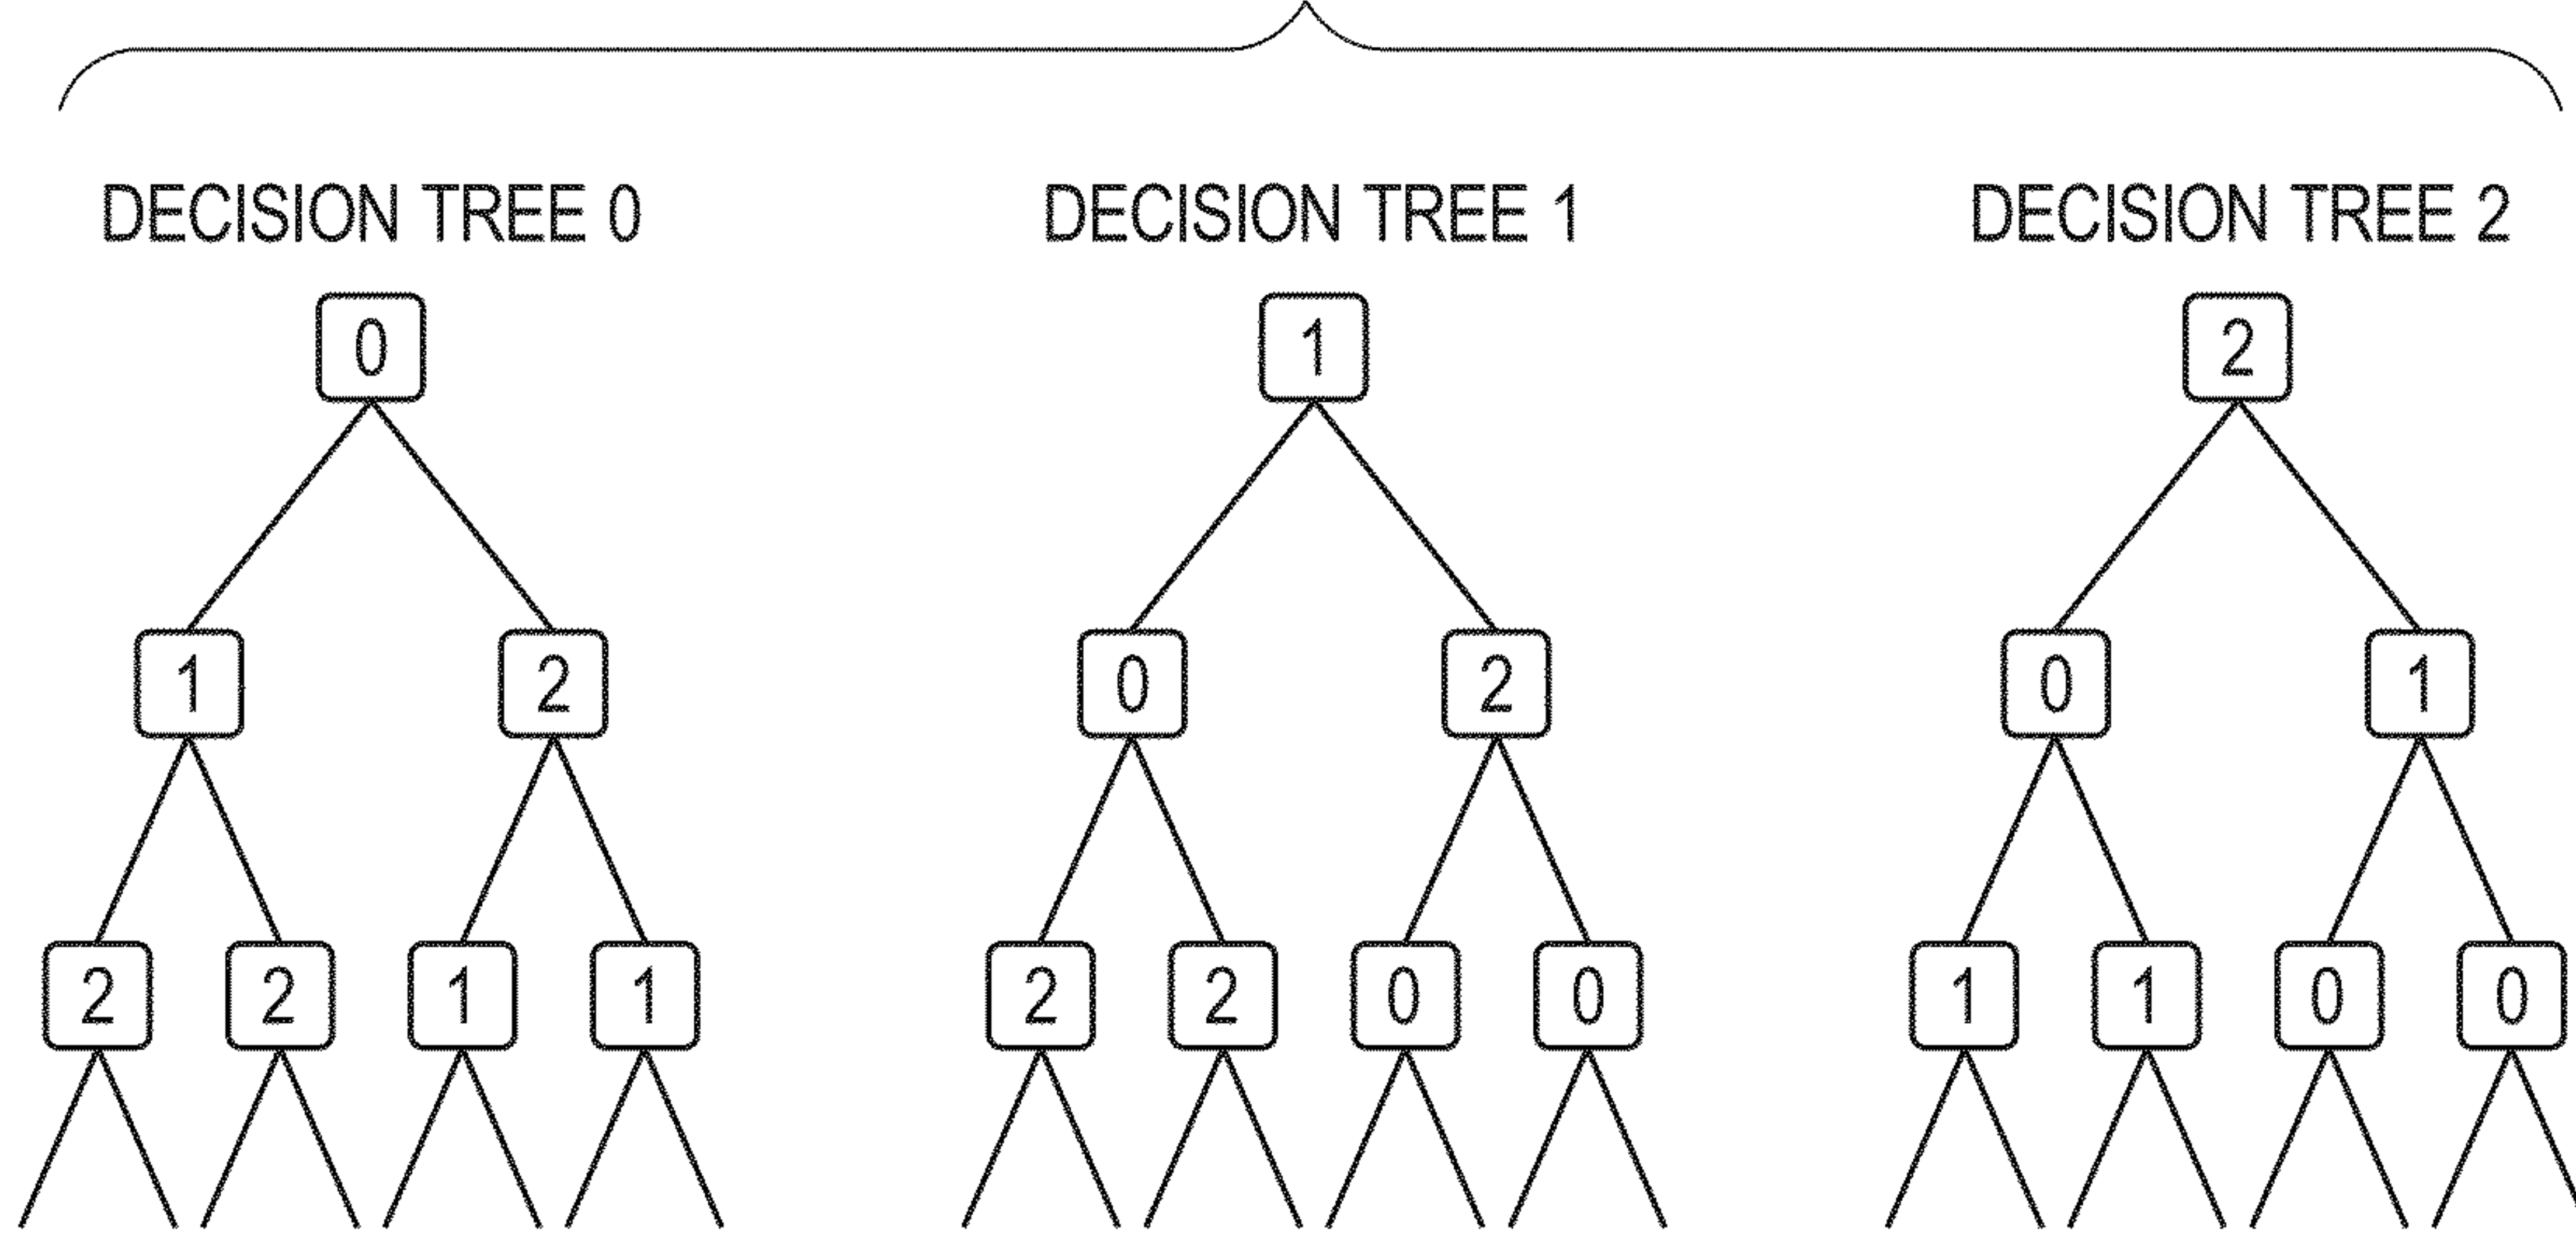 DECISION TREE 0 DECISION TREE 1 DECISION TREE 2
0 1 2
1 2 0 2 0 1
2 2 1 1 2 2 0 0 1 1 0 0